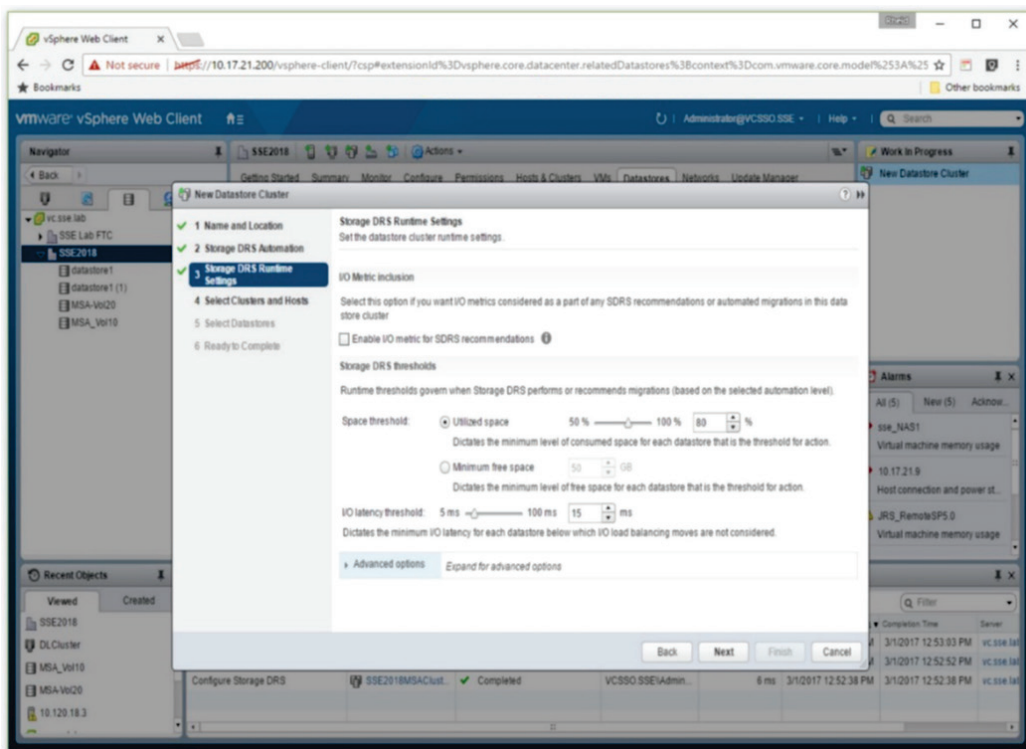 vSphere Web Client
Not secure | https://10.17.21.200/vsphere-client/?csp#extensionId%3Dvsphere.core.datacenter.relatedDatastores%3Bcontext%3Dcom.vmware.core.model%253A%25
Bookmarks
Other bookmarks
vmware® vSphere Web Client
Administrator@VCSSO.SSE
Help
Search
Navigator
Back
vc.sse.lab
SSE Lab FTC
SSE2018
datastore1
datastore1 (1)
MSA-Vol20
MSA_Vol10
SSE2018
Actions
Getting Started Summary Monitor Configure Permissions Hosts & Clusters VMs Datastores Networks Update Manager
Work In Progress
New Datastore Cluster
New Datastore Cluster
1 Name and Location
2 Storage DRS Automation
3 Storage DRS Runtime
Settings
4 Select Clusters and Hosts
5 Select Datastores
6 Ready to Complete
Storage DRS Runtime Settings
Set the datastore cluster runtime settings.
I/O Metric inclusion
Select this option if you want I/O metrics considered as a part of any SDRS recommendations or automated migrations in this data
store cluster
Enable I/O metric for SDRS recommendations
Storage DRS thresholds
Runtime thresholds govern when Storage DRS performs or recommends migrations (based on the selected automation level).
Space threshold: Utilized space 50 % 100 % 80 %
Dictates the minimum level of consumed space for each datastore that is the threshold for action.
Minimum free space 50 GB
Dictates the minimum level of free space for each datastore that is the threshold for action.
I/O latency threshold: 5 ms 100 ms 15 ms
Dictates the minimum I/O latency for each datastore below which I/O load balancing moves are not considered.
Advanced options Expand for advanced options
Back Next Finish Cancel
Alarms
All (5) New (5) Acknow...
sse_NAS1
Virtual machine memory usage
10.17.21.9
Host connection and power st...
JRS_RemoteSP5.0
Virtual machine memory usage
Recent Objects
Viewed Created
SSE2018
DLCluster
MSA_Vol10
MSA-Vol20
10.120.18.3
Filter
Completion Time Server
3/1/2017 12:53:03 PM vc.sse.lab
3/1/2017 12:52:52 PM vc.sse.lab
Configure Storage DRS SSE2018MSAClust... Completed VCSSO.SSE\Admin... 6 ms 3/1/2017 12:52:38 PM 3/1/2017 12:52:38 PM vc.sse.lab